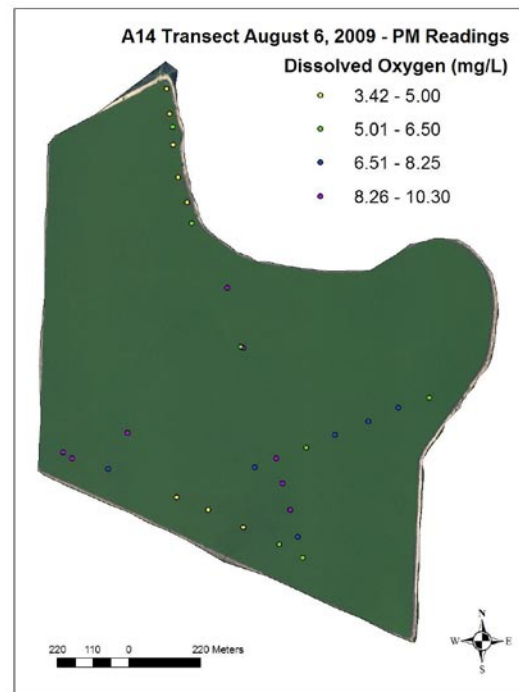 A14 Transect August 6, 2009 - PM Readings
Dissolved Oxygen (mg/L)
3.42 - 5.00
5.01 - 6.50
6.51 - 8.25
8.26 - 10.30
N
W E
S
220 110 0 220 Meters